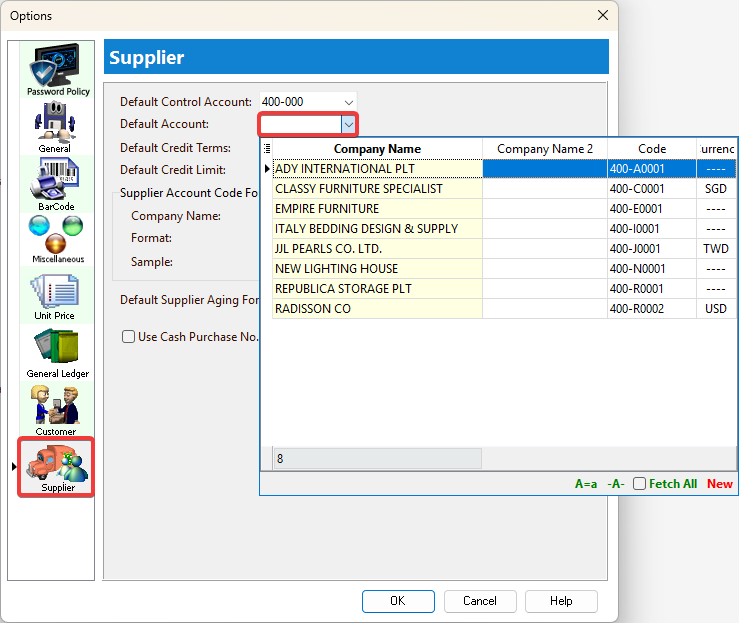 Options
Password Policy
General
BarCode
Miscellaneous
Unit Price
General Ledger
Customer
Supplier
Supplier
Default Control Account: 400-000
Default Account:
Default Credit Terms:
Default Credit Limit:
Supplier Account Code For
Company Name:
Format:
Sample:
Default Supplier Aging For
Use Cash Purchase No.
Company Name Company Name 2 Code urrenc
ADY INTERNATIONAL PLT 400-A0001 ----
CLASSY FURNITURE SPECIALIST 400-C0001 SGD
EMPIRE FURNITURE 400-E0001 ----
ITALY BEDDING DESIGN & SUPPLY 400-I0001 ----
JJL PEARLS CO. LTD. 400-J0001 TWD
NEW LIGHTING HOUSE 400-N0001 ----
REPUBLICA STORAGE PLT 400-R0001 ----
RADISSON CO 400-R0002 USD
8
A=a -A- Fetch All New
OK Cancel Help